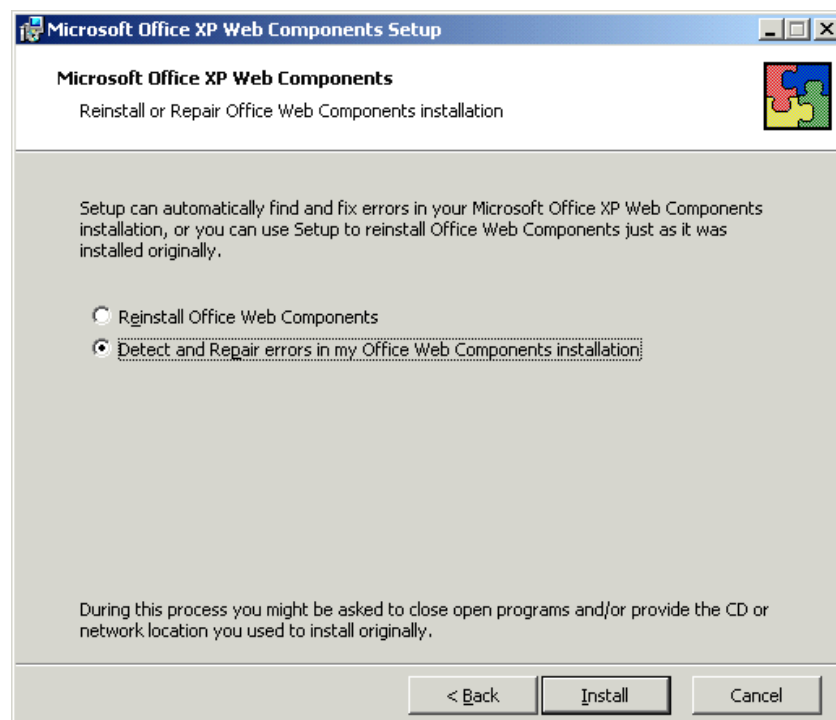 Microsoft Office XP Web Components Setup
Microsoft Office XP Web Components
Reinstall or Repair Office Web Components installation
Setup can automatically find and fix errors in your Microsoft Office XP Web Components
installation, or you can use Setup to reinstall Office Web Components just as it was
installed originally.
Reinstall Office Web Components
Detect and Repair errors in my Office Web Components installation
During this process you might be asked to close open programs and/or provide the CD or
network location you used to install originally.
< Back Install Cancel